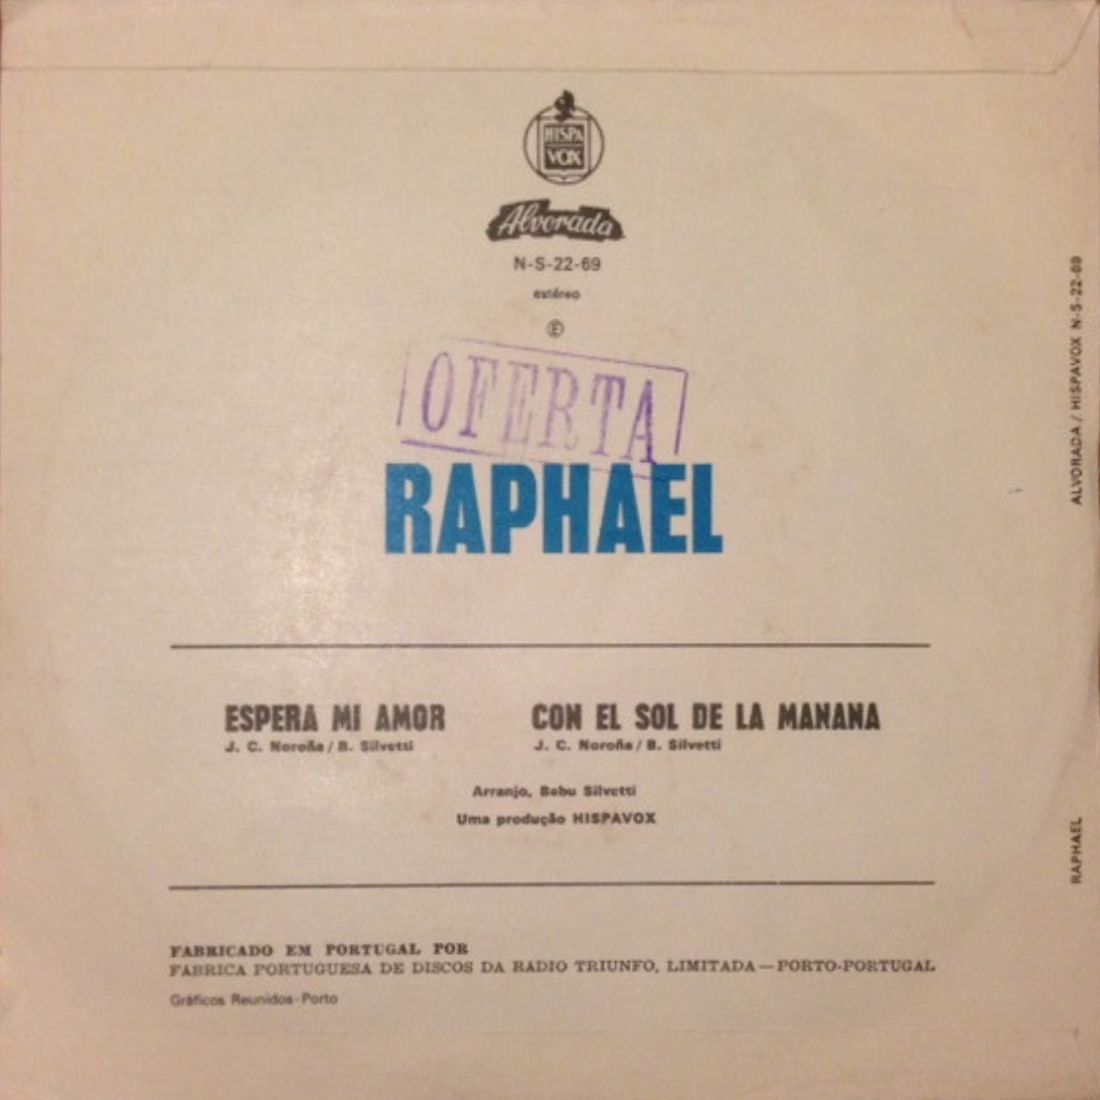 HISPA
VOX
Alvorada
N-S-22-69
estéreo
Ⓔ
OFERTA
RAPHAEL
ESPERA MI AMOR
J. C. Noroña / B. Silvetti
CON EL SOL DE LA MANANA
J. C. Noroña / B. Silvetti
Arranjo, Bebu Silvetti
Uma produção HISPAVOX
FABRICADO EM PORTUGAL POR
FABRICA PORTUGUESA DE DISCOS DA RADIO TRIUNFO, LIMITADA — PORTO-PORTUGAL
Gráficos Reunidos-Porto
ALVORADA / HISPAVOX N-S-22-69
RAPHAEL